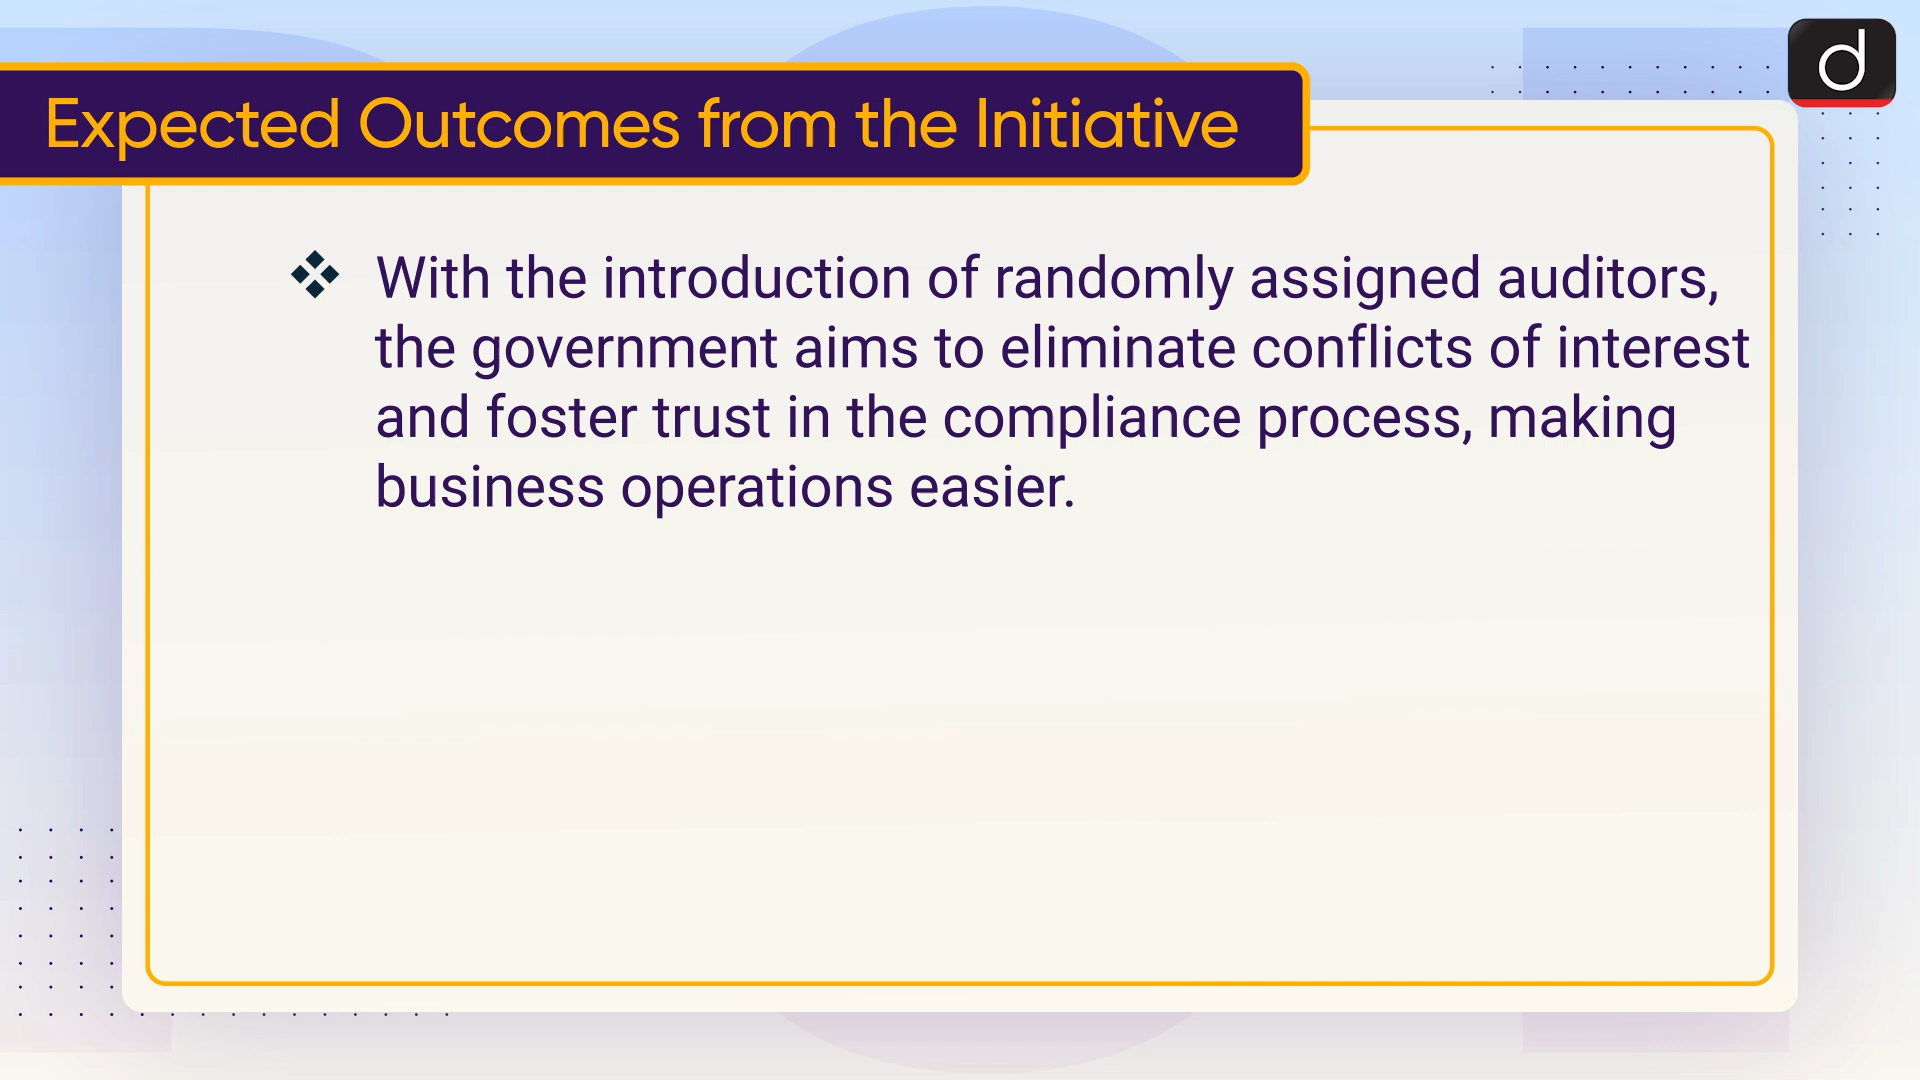 Expected Outcomes from the Initiative
d
❖ With the introduction of randomly assigned auditors,
the government aims to eliminate conflicts of interest
and foster trust in the compliance process, making
business operations easier.